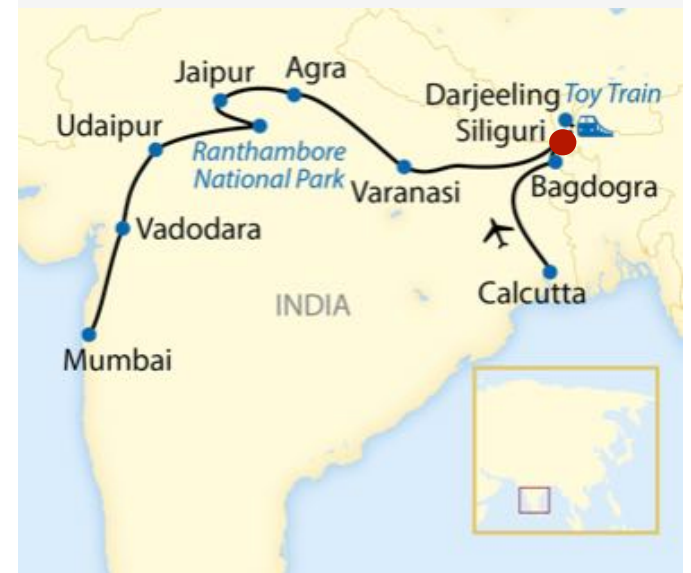 Jaipur
Agra
Darjeeling
Toy Train
Udaipur
Siliguri
Ranthambore
National Park
Varanasi
Bagdogra
Vadodara
Calcutta
INDIA
Mumbai